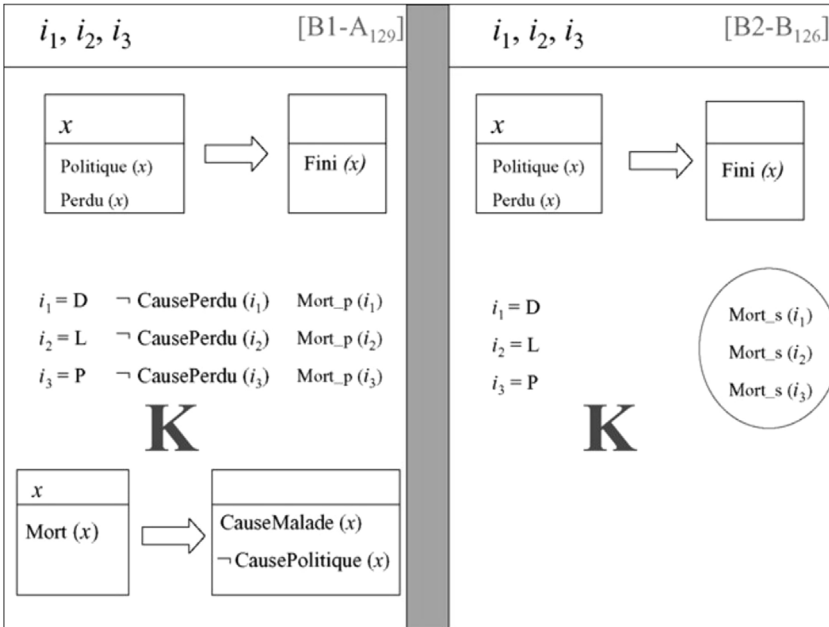 i₁, i₂, i₃ [B1-A₁₂₉]
x
Politique (x)
Perdu (x)
Fini (x)
i₁ = D ¬ CausePerdu (i₁) Mort_p (i₁)
i₂ = L ¬ CausePerdu (i₂) Mort_p (i₂)
i₃ = P ¬ CausePerdu (i₃) Mort_p (i₃)
K
x
Mort (x)
CauseMalade (x)
¬ CausePolitique (x)
i₁, i₂, i₃ [B2-B₁₂₆]
x
Politique (x)
Perdu (x)
Fini (x)
i₁ = D
i₂ = L
i₃ = P
Mort_s (i₁)
Mort_s (i₂)
Mort_s (i₃)
K